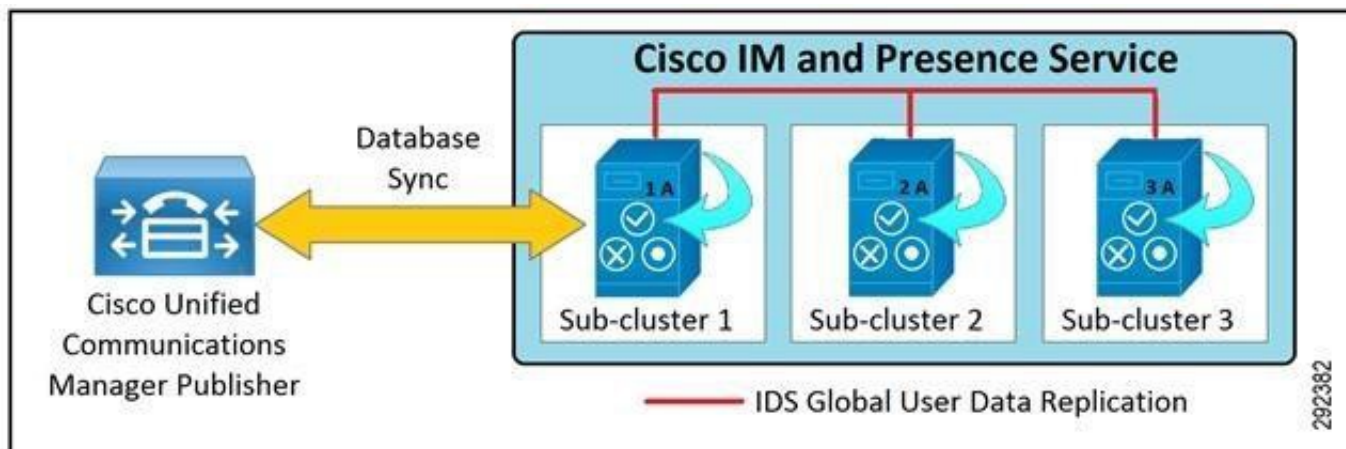 Cisco IM and Presence Service
Database
Sync
1 A
2 A
3 A
Cisco Unified
Communications
Manager Publisher
Sub-cluster 1
Sub-cluster 2
Sub-cluster 3
IDS Global User Data Replication
292382